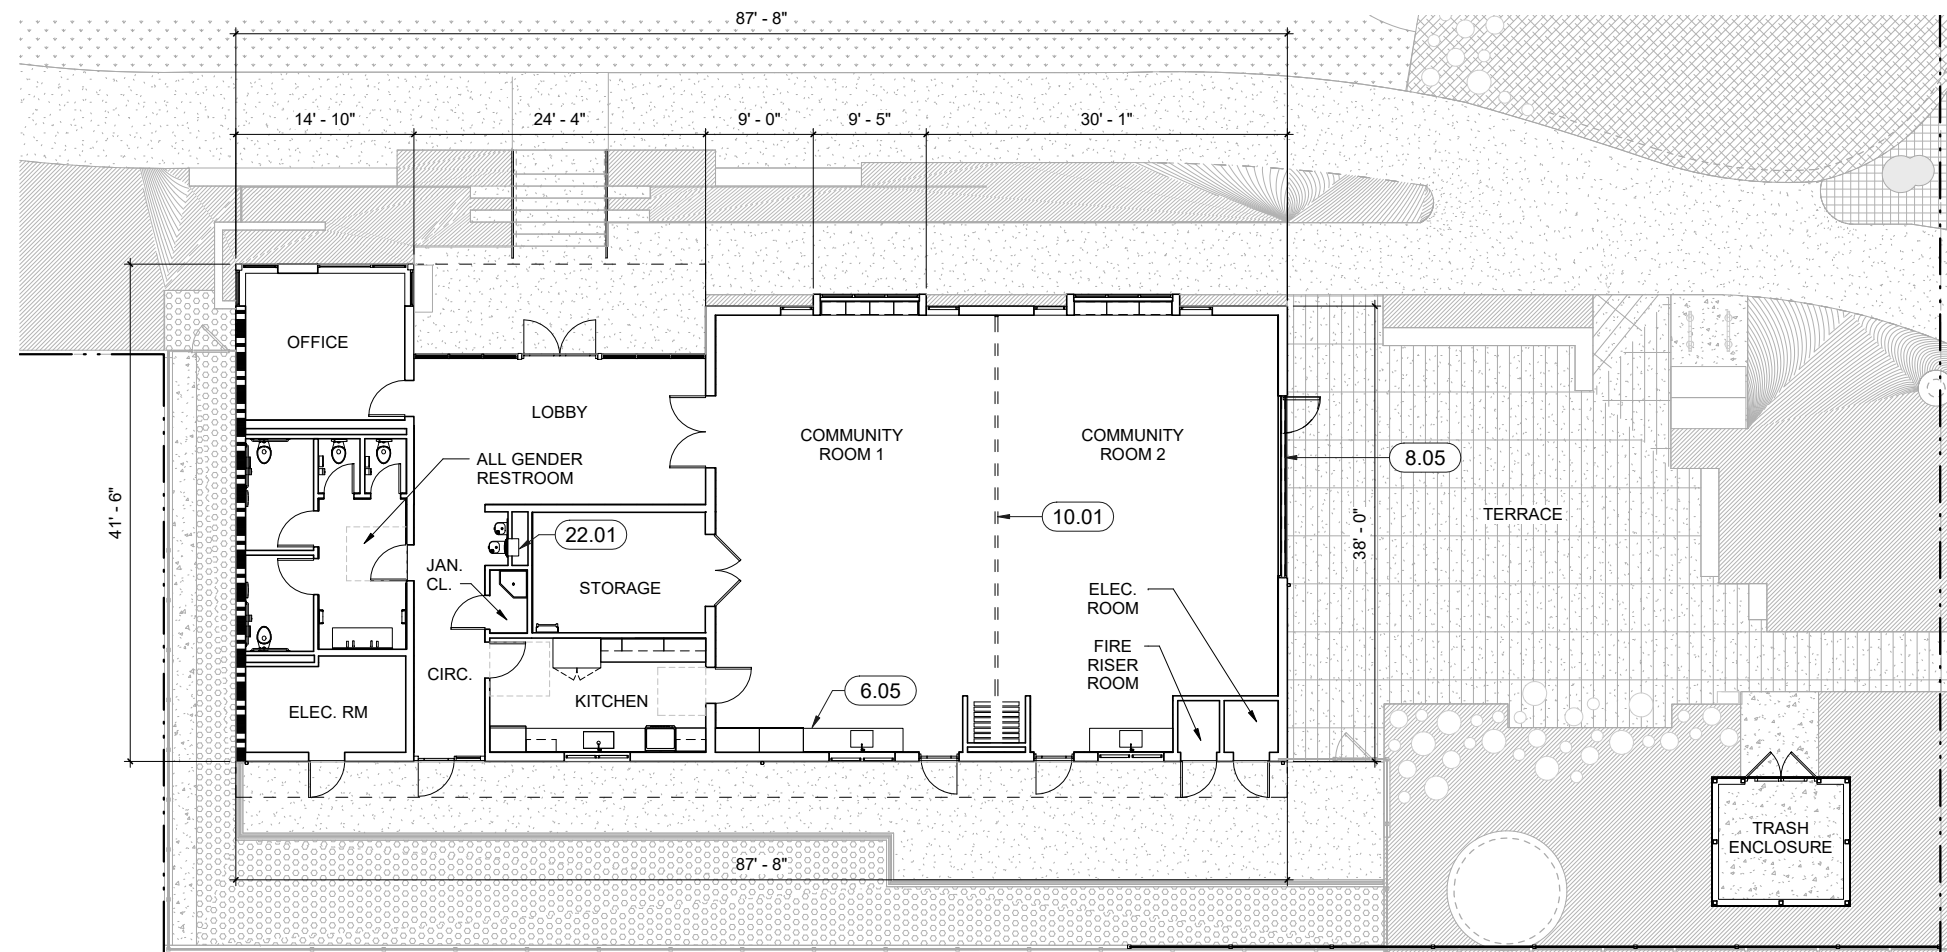 87' - 8"
14' - 10"
24' - 4"
9' - 0"
9' - 5"
30' - 1"
OFFICE
LOBBY
COMMUNITY
ROOM 1
COMMUNITY
ROOM 2
8.05
ALL GENDER
RESTROOM
41' - 6"
10.01
TERRACE
22.01
38' - 0"
JAN.
CL.
STORAGE
ELEC.
ROOM
FIRE
RISER
ROOM
CIRC.
6.05
KITCHEN
ELEC. RM
TRASH
ENCLOSURE
87' - 8"